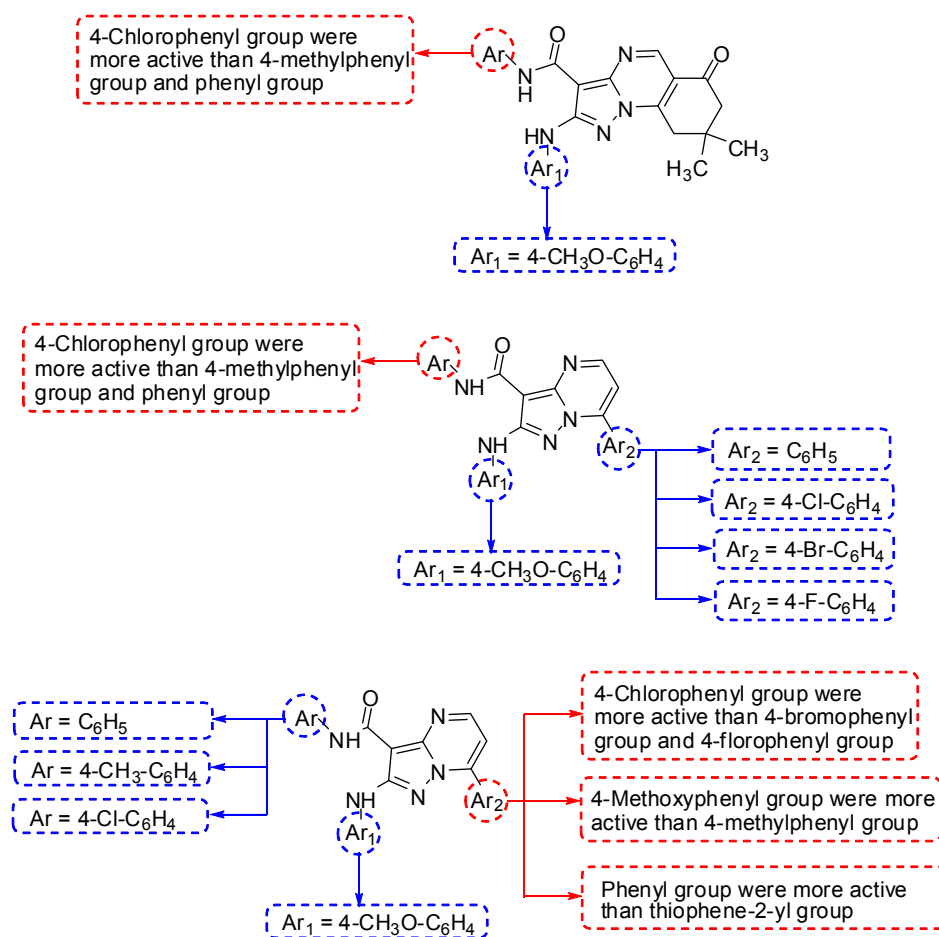 4-Chlorophenyl group were
more active than 4-methylphenyl
group and phenyl group
Ar
N
H
O
N
O
N
N
HN
Ar₁
H₃C
CH₃
Ar₁ = 4-CH₃O-C₆H₄
4-Chlorophenyl group were
more active than 4-methylphenyl
group and phenyl group
Ar
NH
O
N
N
N
NH
Ar₁
Ar₂
Ar₁ = 4-CH₃O-C₆H₄
Ar₂ = C₆H₅
Ar₂ = 4-Cl-C₆H₄
Ar₂ = 4-Br-C₆H₄
Ar₂ = 4-F-C₆H₄
Ar = C₆H₅
Ar = 4-CH₃-C₆H₄
Ar = 4-Cl-C₆H₄
Ar
NH
O
N
N
N
NH
Ar₁
Ar₂
Ar₁ = 4-CH₃O-C₆H₄
4-Chlorophenyl group were
more active than 4-bromophenyl
group and 4-florophenyl group
4-Methoxyphenyl group were more
active than 4-methylphenyl group
Phenyl group were more active
than thiophene-2-yl group